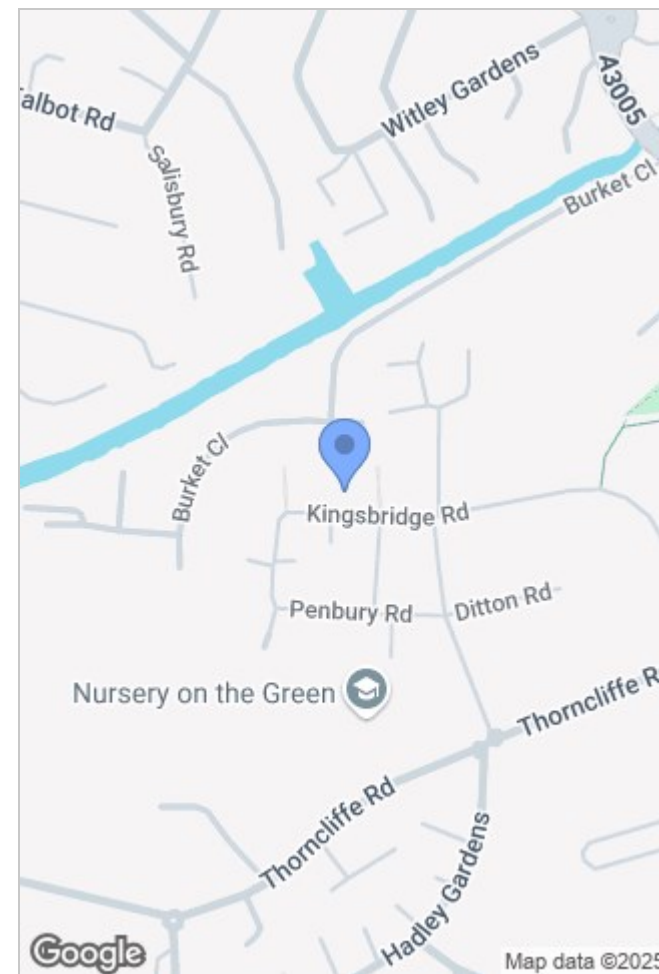 Witley Gardens
A3005
Talbot Rd
Salisbury Rd
Burket Cl
Burket Cl
Kingsbridge Rd
Penbury Rd
Ditton Rd
Nursery on the Green
Thorncliffe R
Thorncliffe Rd
Hadley Gardens
Google
Map data ©2025